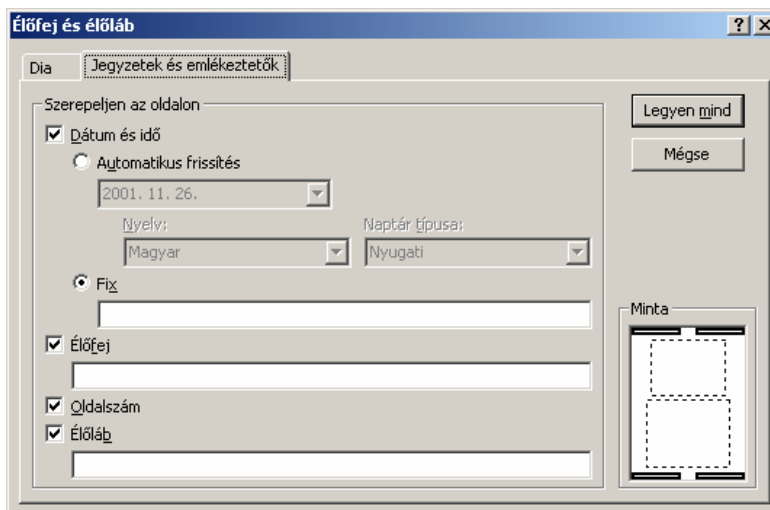 Élőfej és élőláb
Dia
Jegyzetek és emlékeztetők
Szerepeljen az oldalon
Dátum és idő
Automatikus frissítés
2001. 11. 26.
Nyelv:
Naptár típusa:
Magyar
Nyugati
Fix
Élőfej
Oldalszám
Élőláb
Legyen mind
Mégse
Minta